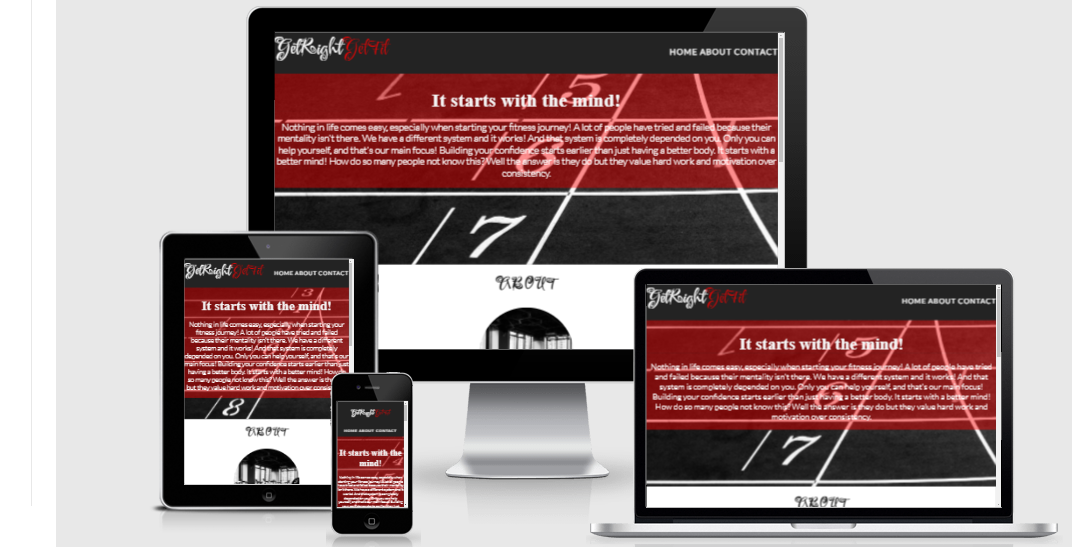 GetRightGetFit
HOME ABOUT CONTACT
5
It starts with the mind!
Nothing in life comes easy, especially when starting your fitness journey! A lot of people have tried and failed because their
mentality isn't there. We have a different system and it works! And that system is completely depended on you. Only you can
help yourself, and that's our main focus! Building your confidence starts earlier than just having a better body. It starts with a
better mind! How do so many people not know this? Well the answer is they do but they value hard work and motivation over
consistency.
6
7
ABOUT
GetRightGetFit
HOME ABOUT CONTACT
3
It starts with the mind!
Nothing in life comes easy, especially when starting your
fitness journey! A lot of people have tried and failed
because their mentality isn't there. We have a different
system and it works! And that system is completely
depended on you. Only you can help yourself, and that's our
main focus! Building your confidence starts earlier than just
having a better body. It starts with a better mind! How do
so many people not know this? Well the answer is they do
but they value hard work and motivation over
8
ABOUT
GetRightGetFit
HOME ABOUT CONTACT
It starts with the
mind!
GetRightGetFit
HOME ABOUT CONTACT
It starts with the mind!
Nothing in life comes easy, especially when starting your fitness journey! A lot of people have tried
and failed because their mentality isn't there. We have a different system and it works! And that
system is completely depended on you. Only you can help yourself, and that's our main focus!
Building your confidence starts earlier than just having a better body. It starts with a better mind!
How do so many people not know this? Well the answer is they do but they value hard work and
motivation over consistency.
7
ABOUT